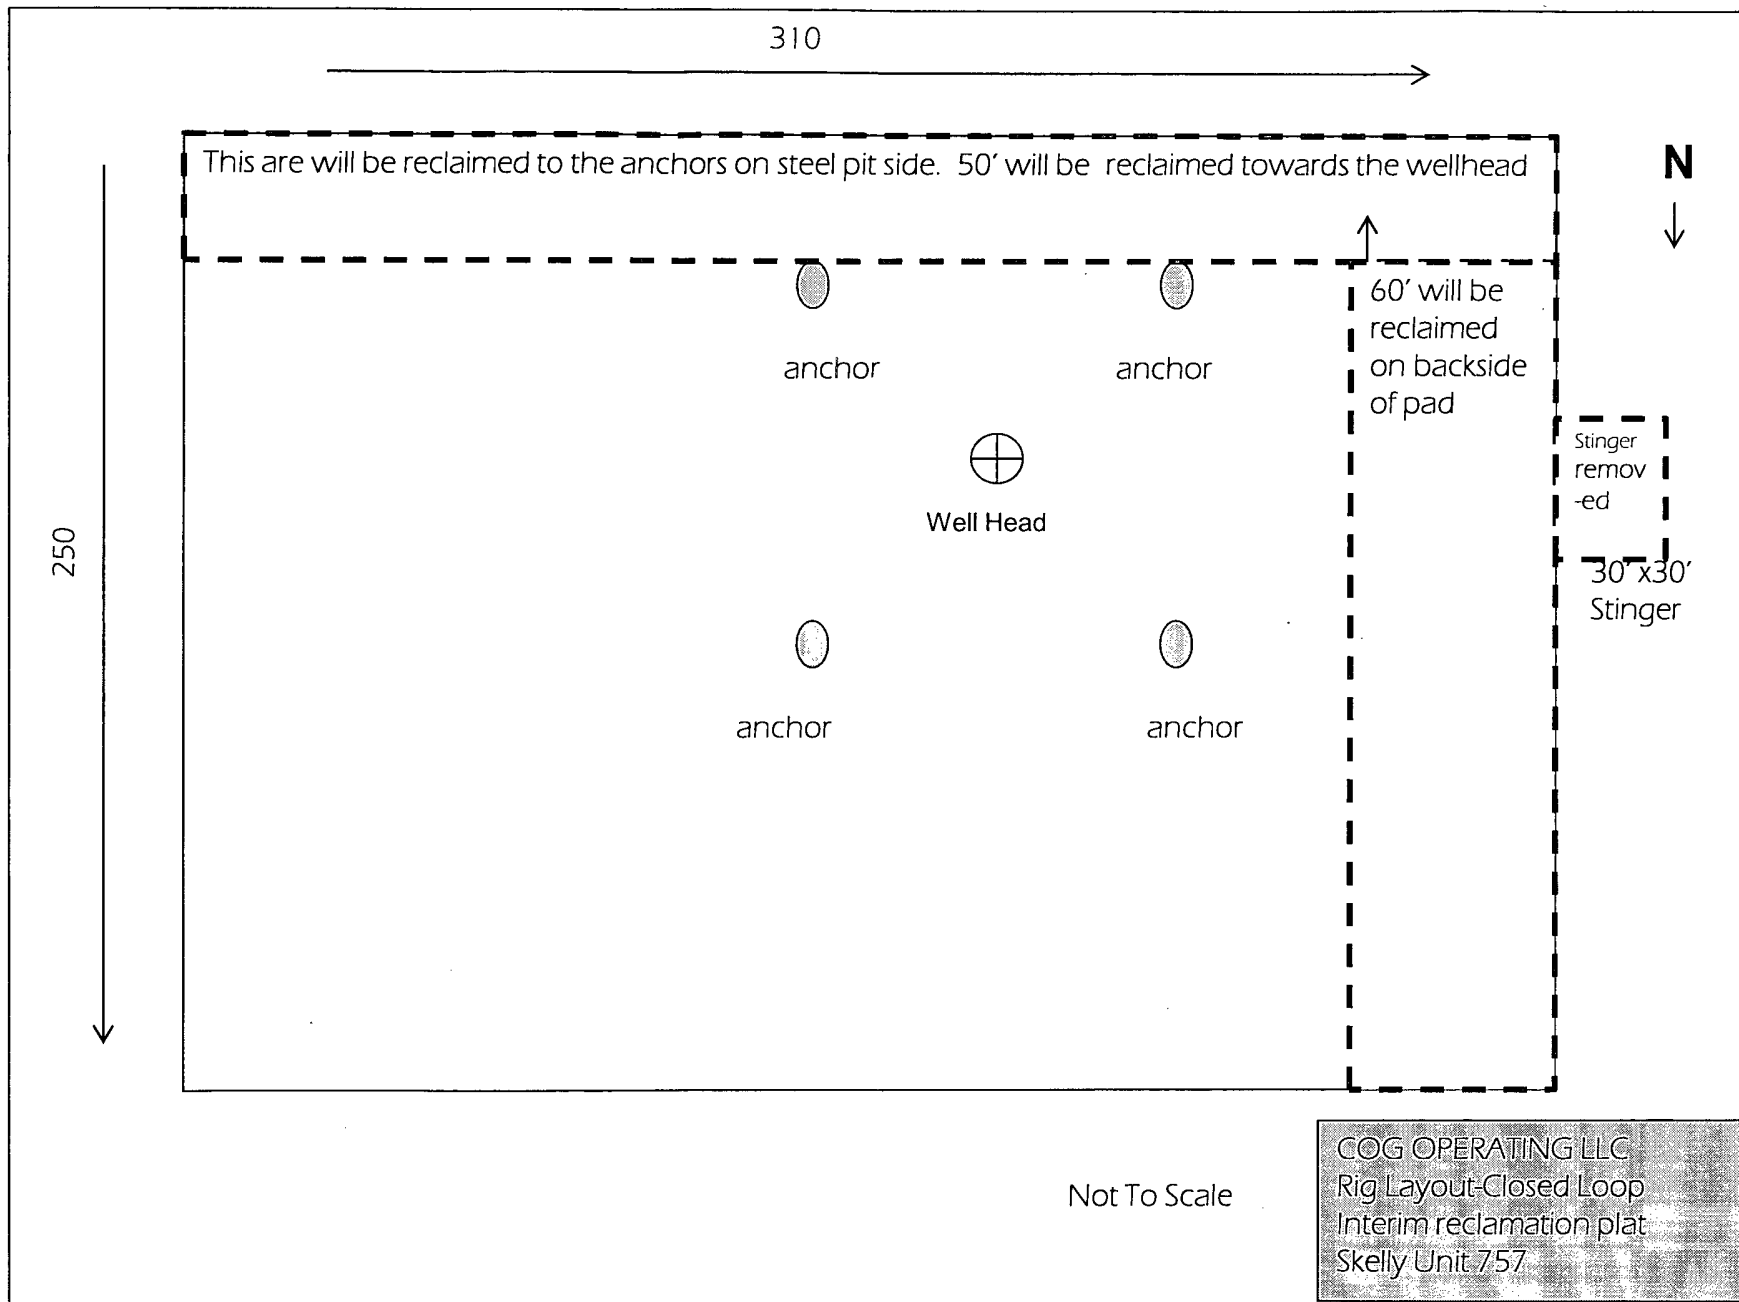 310
This are will be reclaimed to the anchors on steel pit side. 50' will be reclaimed towards the wellhead
N
60' will be
reclaimed
on backside
of pad
anchor
anchor
Stinger
remov
-ed
Well Head
250
30' x30'
Stinger
anchor
anchor
Not To Scale
COG OPERATING LLC
Rig Layout-Closed Loop
Interim reclamation plat
Skelly Unit 757